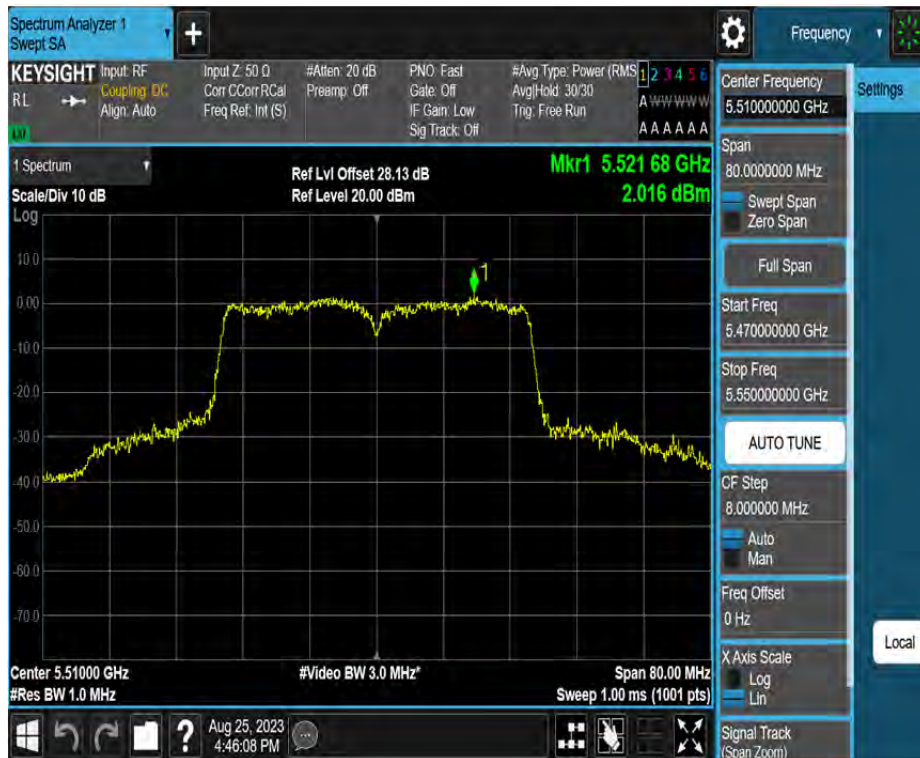 Spectrum Analyzer 1
Swept SA
+
Frequency
KEYSIGHT
RL
LXI
Input: RF
Coupling: DC
Align: Auto
Input Z: 50 Ω
Corr CCorr RCal
Freq Ref: Int (S)
#Atten: 20 dB
Preamp: Off
PNO: Fast
Gate: Off
IF Gain: Low
Sig Track: Off
#Avg Type: Power (RMS
Avg|Hold: 30/30
Trig: Free Run
1 2 3 4 5 6
A W W W W W
A A A A A A
Center Frequency
5.510000000 GHz
Settings
1 Spectrum
Scale/Div 10 dB
Log
Ref Lvl Offset 28.13 dB
Ref Level 20.00 dBm
Mkr1 5.521 68 GHz
2.016 dBm
Span
80.0000000 MHz
Swept Span
Zero Span
Full Span
Start Freq
5.470000000 GHz
Stop Freq
5.550000000 GHz
AUTO TUNE
CF Step
8.000000 MHz
Auto
Man
Freq Offset
0 Hz
X Axis Scale
Log
Lin
Signal Track
(Span Zoom)
Local
1
10.0
0.00
-10.0
-20.0
-30.0
-40.0
-50.0
-60.0
-70.0
Center 5.51000 GHz
#Res BW 1.0 MHz
#Video BW 3.0 MHz*
Span 80.00 MHz
Sweep 1.00 ms (1001 pts)
?
Aug 25, 2023
4:46:08 PM